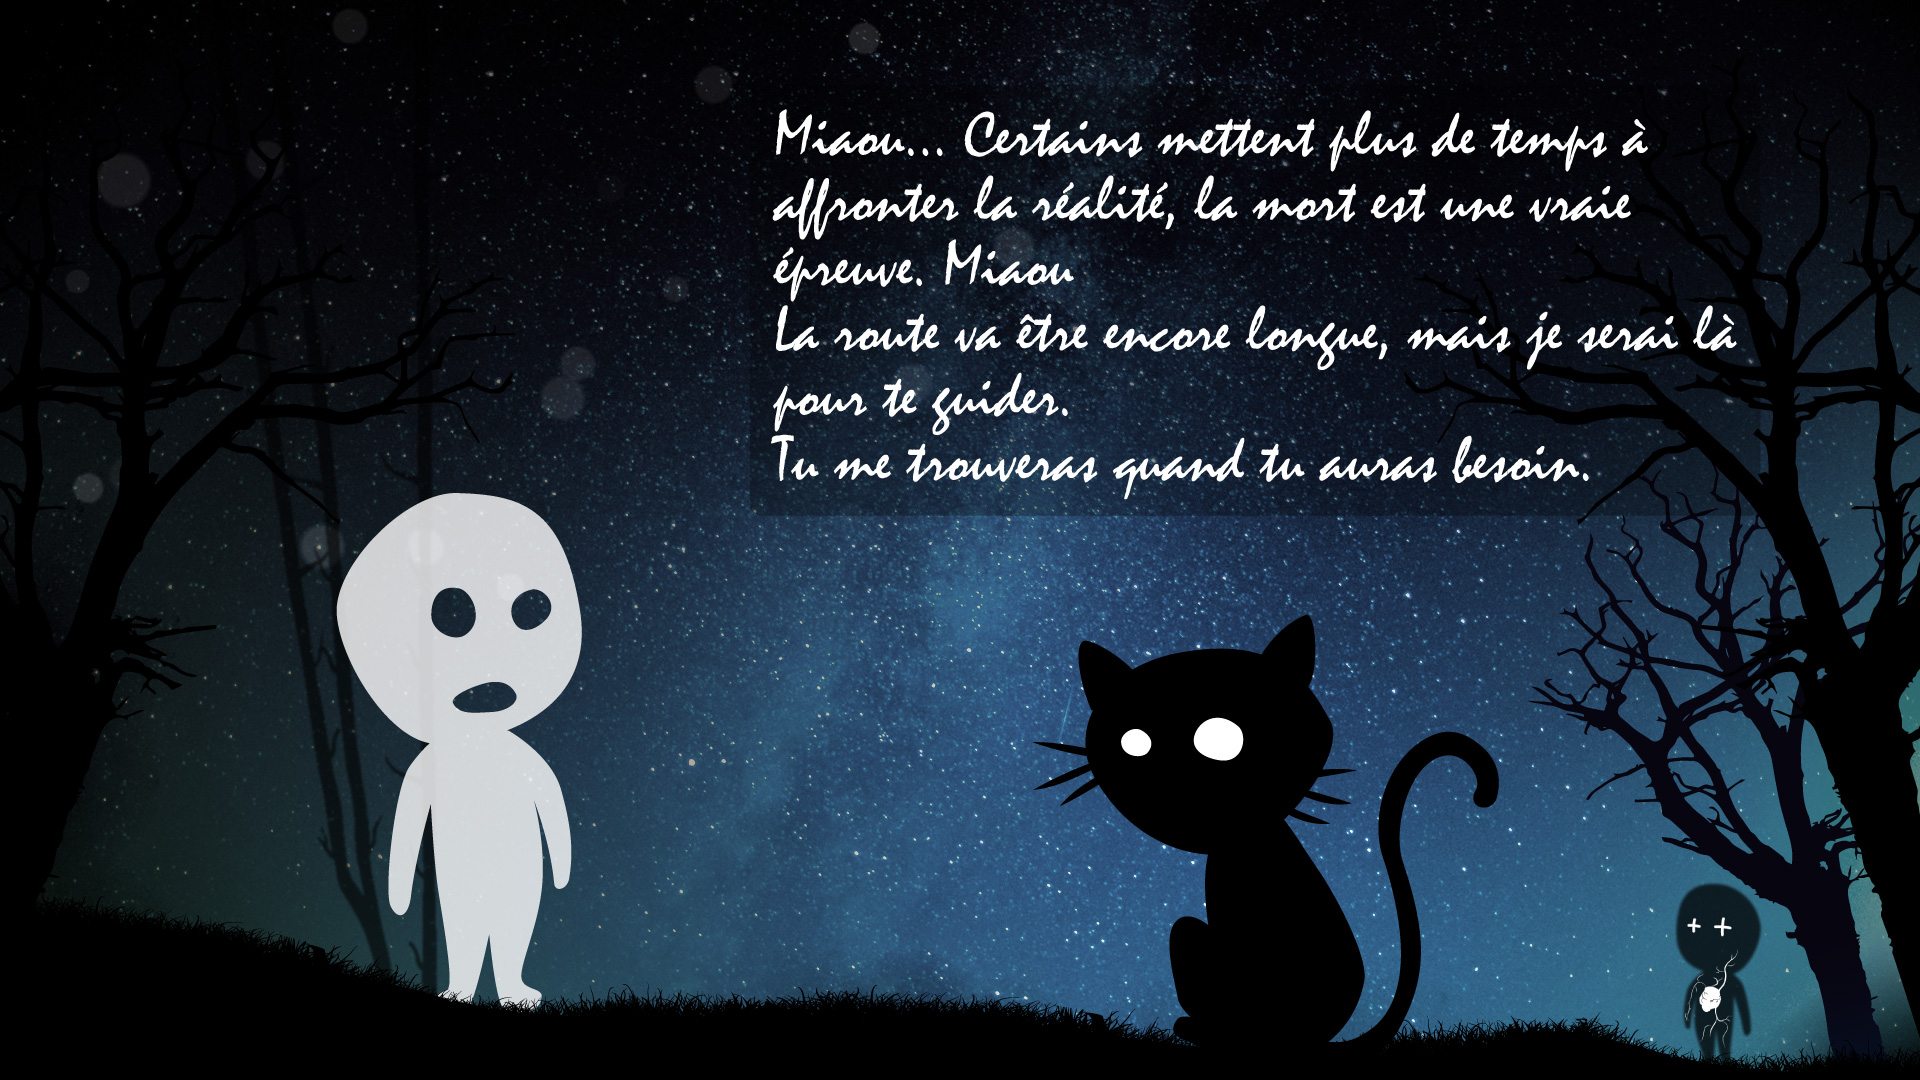 Miaou... Certains mettent plus de temps à
affronter la réalité, la mort est une vraie
épreuve. Miaou
La route va être encore longue, mais je serai là
pour te guider.
Tu me trouveras quand tu auras besoin.